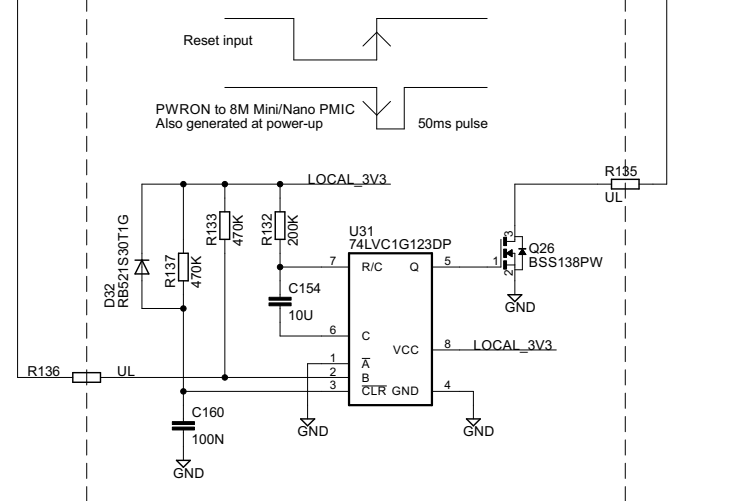 Reset input
PWRON to 8M Mini/Nano PMIC
Also generated at power-up
50ms pulse
LOCAL_3V3
R135
UL
D32
RB521S30T1G
R137
470K
R133
470K
R132
200K
U31
74LVC1G123DP
7
R/C
Q
5
1
3
2
Q26
BSS138PW
GND
C154
10U
6
C
VCC
8
LOCAL_3V3
1
A
R136
UL
2
B
3
CLR
GND
4
C160
100N
GND
GND
GND